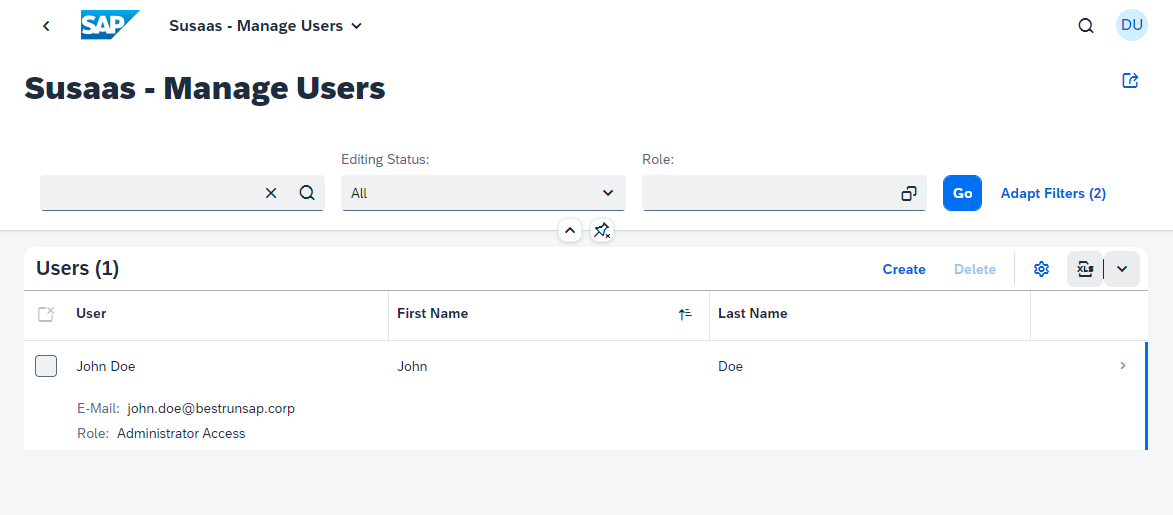 SAP Susaas - Manage Users DU
Susaas - Manage Users
Editing Status: Role:
All Go Adapt Filters (2)
Users (1) Create Delete XLS
User First Name Last Name
John Doe John Doe
E-Mail: john.doe@bestrunsap.corp
Role: Administrator Access